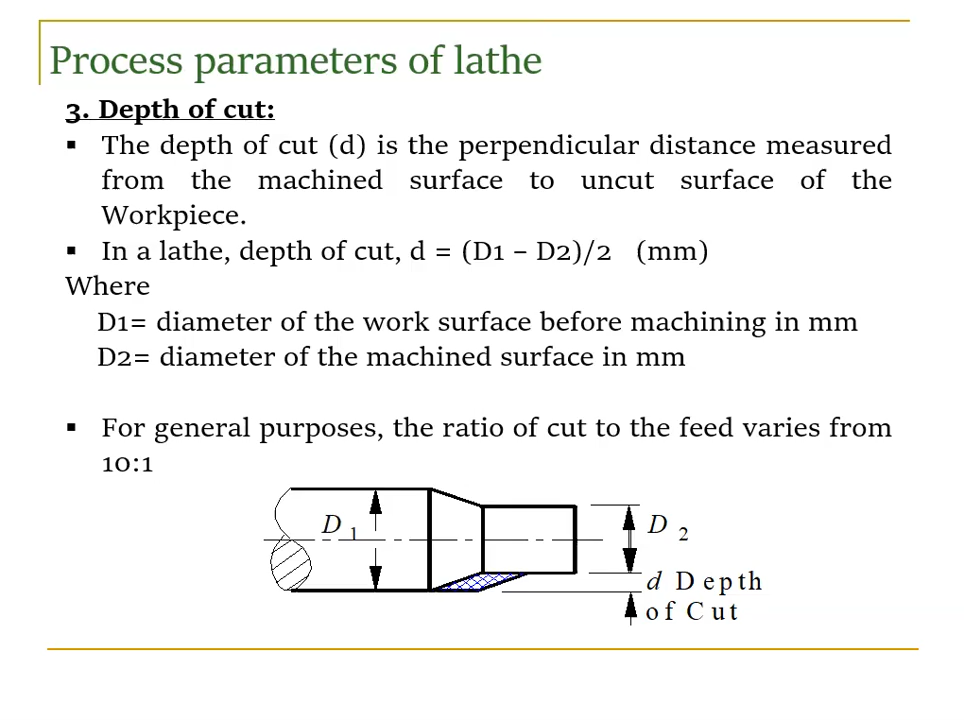 Process parameters of lathe
3. Depth of cut:
▪ The depth of cut (d) is the perpendicular distance measured
from the machined surface to uncut surface of the
Workpiece.
▪ In a lathe, depth of cut, d = (D1 – D2)/2 (mm)
Where
D1= diameter of the work surface before machining in mm
D2= diameter of the machined surface in mm
▪ For general purposes, the ratio of cut to the feed varies from
10:1
D 1
D 2
d Depth
of Cut